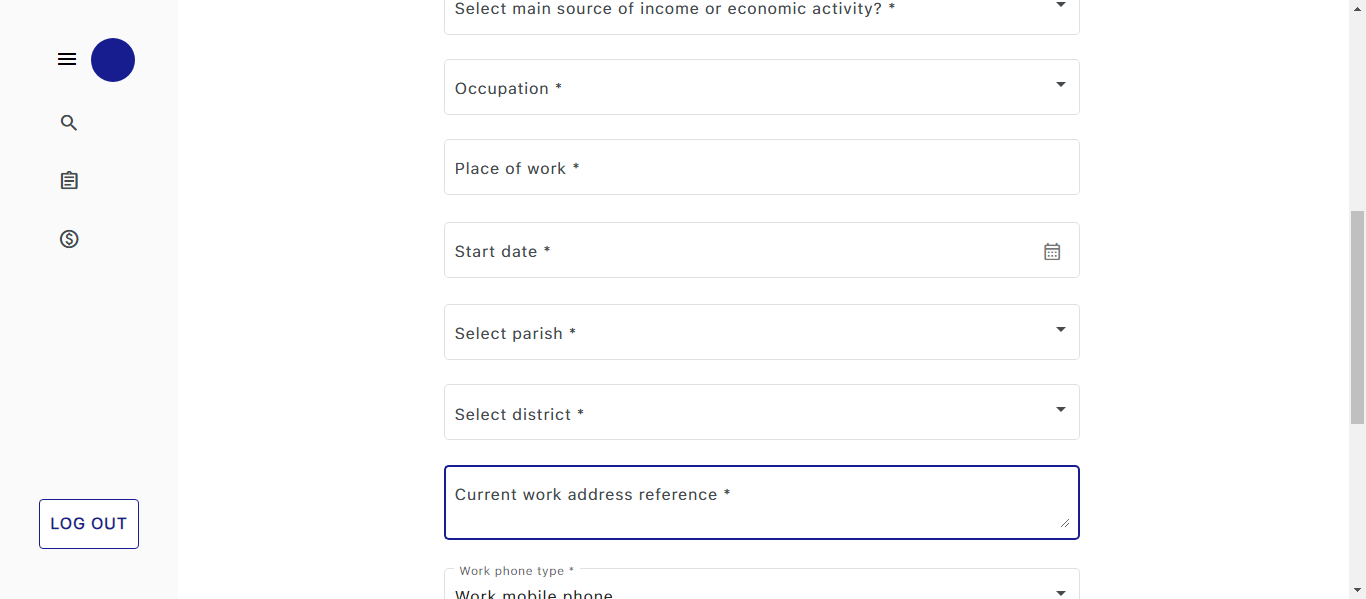 Select main source of income or economic activity? *
Occupation *
Place of work *
Start date *
Select parish *
Select district *
Current work address reference *
Work phone type *
Work mobile phone
LOG OUT